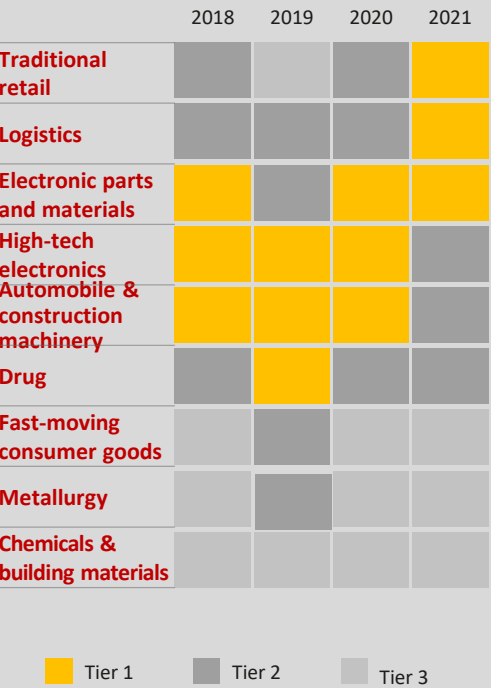 2018 2019 2020 2021
Traditional
retail
Logistics
Electronic parts
and materials
High-tech
electronics
Automobile &
construction
machinery
Drug
Fast-moving
consumer goods
Metallurgy
Chemicals &
building materials
Tier 1 Tier 2 Tier 3